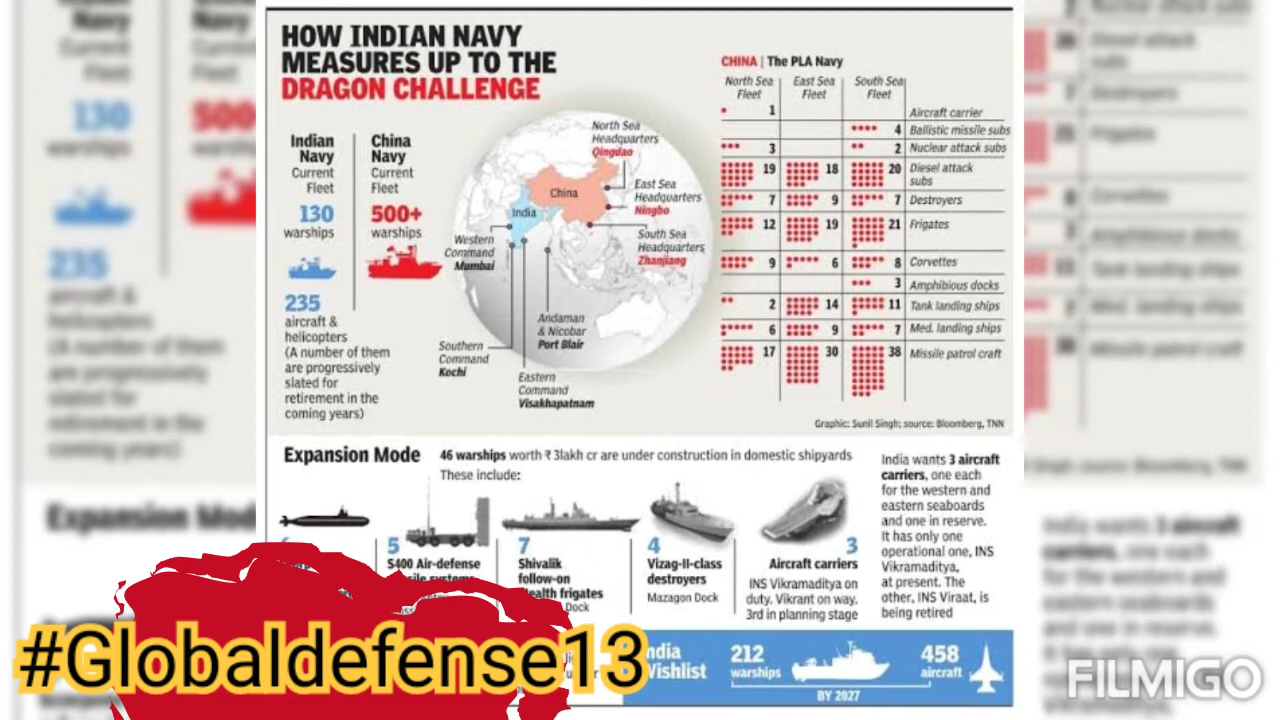 HOW INDIAN NAVY
MEASURES UP TO THE
DRAGON CHALLENGE
Indian
Navy
Current
Fleet
130
warships
235
aircraft &
helicopters
(A number of them
are progressively
slated for
retirement in the
coming years)
China
Navy
Current
Fleet
500+
warships
North Sea
Headquarters
Qingdao
China
East Sea
Headquarters
Ningbo
India
South Sea
Headquarters
Zhanjiang
Western
Command
Mumbai
Andaman
& Nicobar
Port Blair
Southern
Command
Kochi
Eastern
Command
Visakhapatnam
CHINA | The PLA Navy
North Sea Fleet East Sea Fleet South Sea Fleet
1 Aircraft carrier
4 Ballistic missile subs
3 2 Nuclear attack subs
19 18 20 Diesel attack
subs
7 9 7 Destroyers
12 19 21 Frigates
9 6 8 Corvettes
3 Amphibious docks
2 14 11 Tank landing ships
6 9 7 Med. landing ships
17 30 38 Missile patrol craft
Graphic: Sunil Singh; source: Bloomberg, TNN
Expansion Mode
46 warships worth ₹ 3lakh cr are under construction in domestic shipyards
These include:
5
S400 Air-defense
7
Shivalik
follow-on
frigates
Dock
4
Vizag-II-class
destroyers
Mazagon Dock
3
Aircraft carriers
INS Vikramaditya on
duty. Vikrant on way.
3rd in planning stage
India wants 3 aircraft
carriers, one each
for the western and
eastern seaboards
and one in reserve.
It has only one
operational one, INS
Vikramaditya,
at present. The
other, INS Viraat, is
being retired
Wishlist
212
warships
458
aircraft
BY 2027
#Globaldefense13
FILMIGO